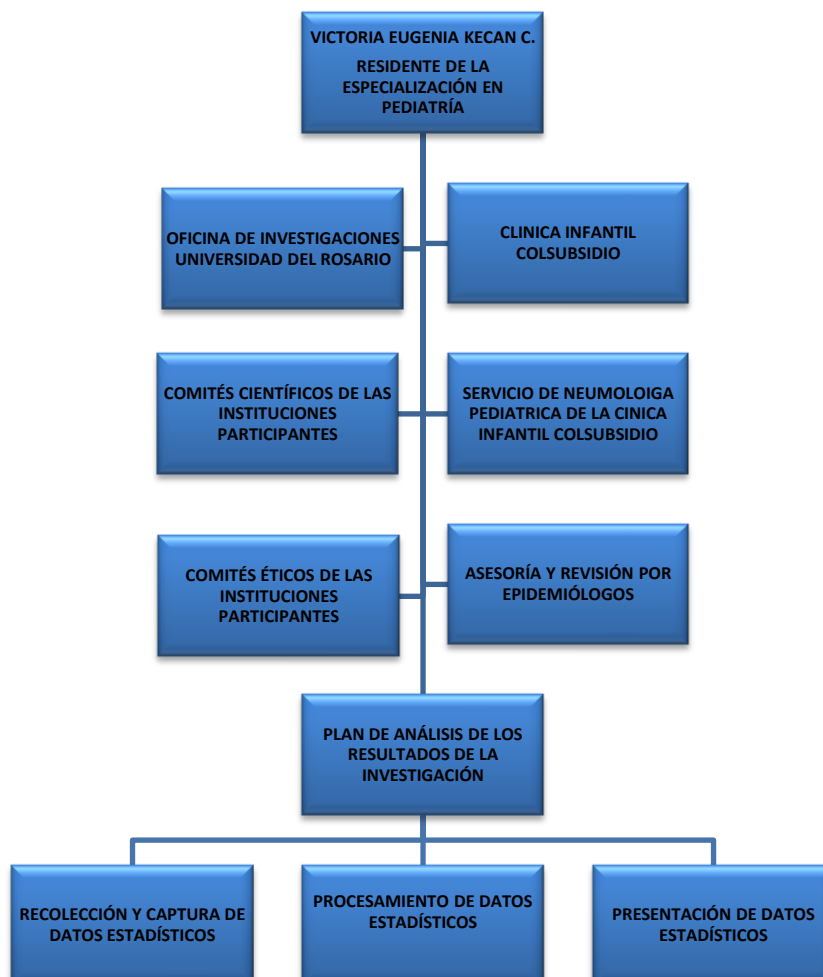 VICTORIA EUGENIA KECAN C.
RESIDENTE DE LA
ESPECIALIZACIÓN EN
PEDIATRÍA
OFICINA DE INVESTIGACIONES
UNIVERSIDAD DEL ROSARIO
CLINICA INFANTIL
COLSUBSIDIO
COMITÉS CIENTÍFICOS DE LAS
INSTITUCIONES
PARTICIPANTES
SERVICIO DE NEUMOLOIGA
PEDIATRICA DE LA CINICA
INFANTIL COLSUBSIDIO
COMITÉS ÉTICOS DE LAS
INSTITUCIONES
PARTICIPANTES
ASESORÍA Y REVISIÓN POR
EPIDEMIÓLOGOS
PLAN DE ANÁLISIS DE LOS
RESULTADOS DE LA
INVESTIGACIÓN
RECOLECCIÓN Y CAPTURA DE
DATOS ESTADÍSTICOS
PROCESAMIENTO DE DATOS
ESTADÍSTICOS
PRESENTACIÓN DE DATOS
ESTADÍSTICOS